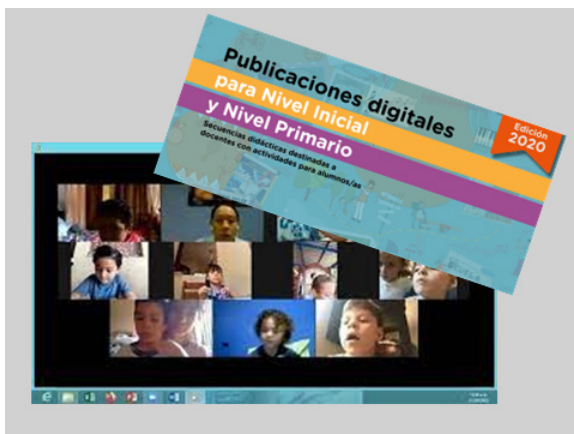 Publicaciones digitales
para Nivel Inicial
y Nivel Primario
Edición
2020
Secuencias didácticas destinadas a
docentes con actividades para alumnos/as